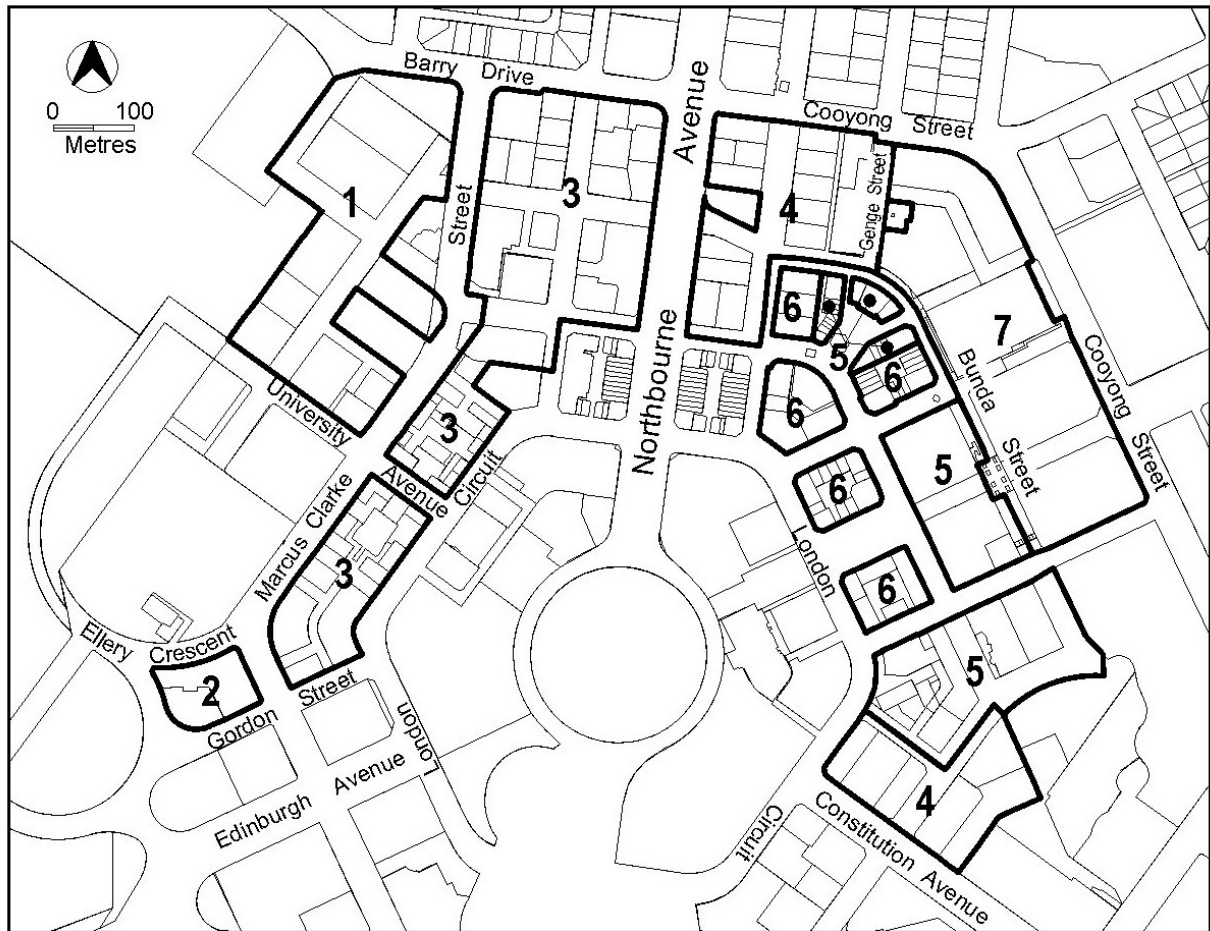 Barry Drive
0 100
Metres
Cooyong Street
Avenue
1
3
4
Street
Genge Street
6
5
7
6
Bunda
Cooyong
University
Northbourne
6
3
Circuit
Avenue
5
Street
Street
Marcus Clarke
6
London
3
6
Ellery Crescent
2
5
Street
Gordon
London
Avenue
Edinburgh
4
Constitution Avenue
Circuit